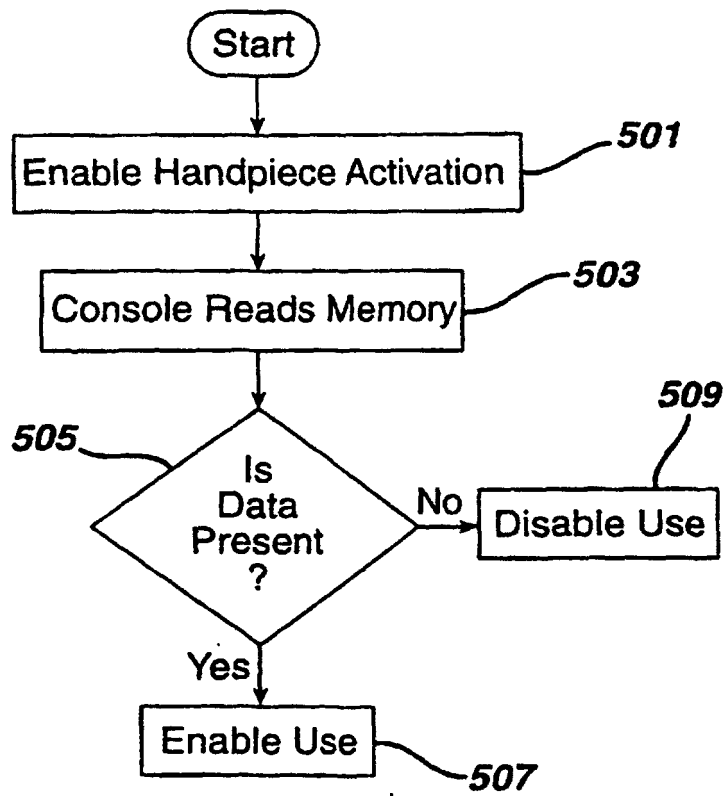 Start
501
Enable Handpiece Activation
503
Console Reads Memory
509
505
Is
Data
Present
?
No
Disable Use
Yes
Enable Use
507